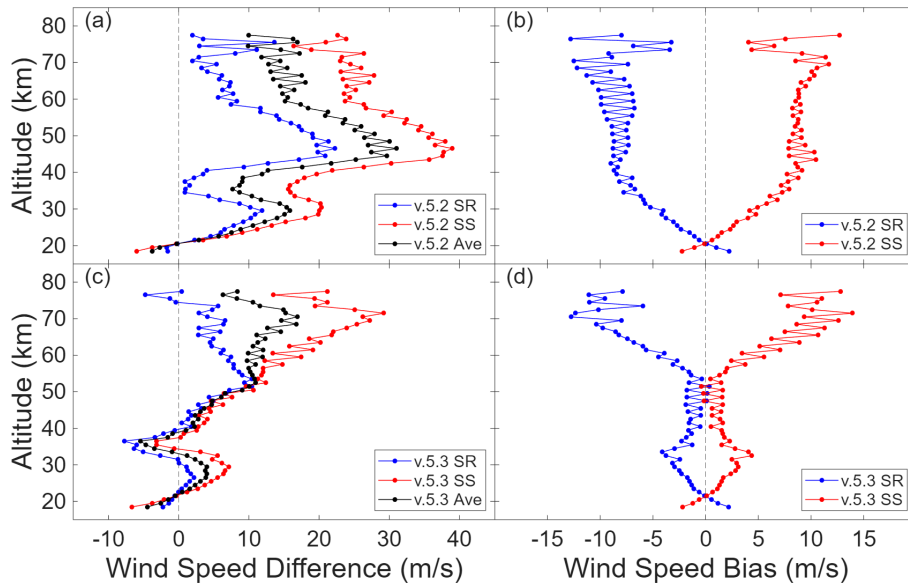 (a)
(b)
80
70
60
50
40
30
20
Altitude (km)
v.5.2 SR
v.5.2 SS
v.5.2 Ave
v.5.2 SR
v.5.2 SS
(c)
(d)
80
70
60
50
40
30
20
Altitude (km)
v.5.3 SR
v.5.3 SS
v.5.3 Ave
v.5.3 SR
v.5.3 SS
-10 0 10 20 30 40
-15 -10 -5 0 5 10 15
Wind Speed Difference (m/s)
Wind Speed Bias (m/s)